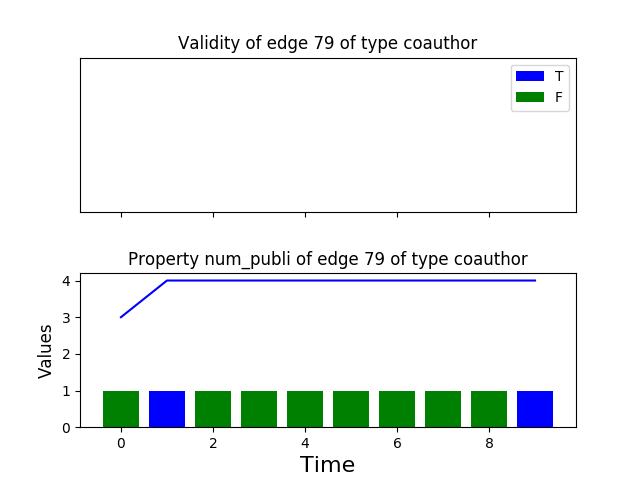 Validity of edge 79 of type coauthor
T
F
Property num_publi of edge 79 of type coauthor
4
3
2
1
0
Values
0 2 4 6 8
Time